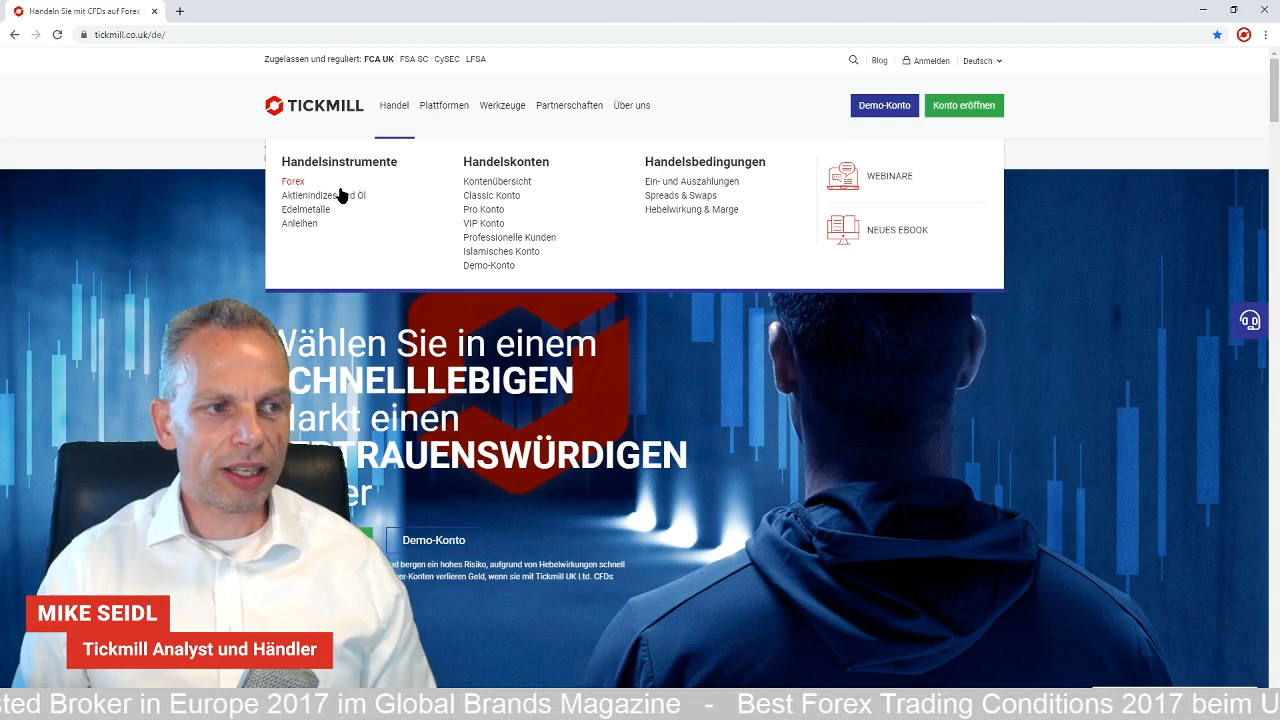 Handeln Sie mit CFDs auf Forex
tickmill.co.uk/de/
Zugelassen und reguliert: FCA UK FSA SC CySEC LFSA
Blog Anmelden Deutsch
TICKMILL Handel Plattformen Werkzeuge Partnerschaften Über uns Demo-Konto Konto eröffnen
Handelsinstrumente
Forex
Aktienindizes und Öl
Edelmetalle
Anleihen
Handelskonten
Kontenübersicht
Classic Konto
Pro Konto
VIP Konto
Professionelle Kunden
Islamisches Konto
Demo-Konto
Handelsbedingungen
Ein- und Auszahlungen
Spreads & Swaps
Hebelwirkung & Marge
WEBINARE
NEUES EBOOK
Wählen Sie in einem
CHNELLLEBIGEN
Markt einen
TRAUENSWÜRDIGEN
er
Demo-Konto
nd bergen ein hohes Risiko, aufgrund von Hebelwirkungen schnell
er-Konten verlieren Geld, wenn sie mit Tickmill UK Ltd. CFDs
MIKE SEIDL
Tickmill Analyst und Händler
sted Broker in Europe 2017 im Global Brands Magazine - Best Forex Trading Conditions 2017 beim U